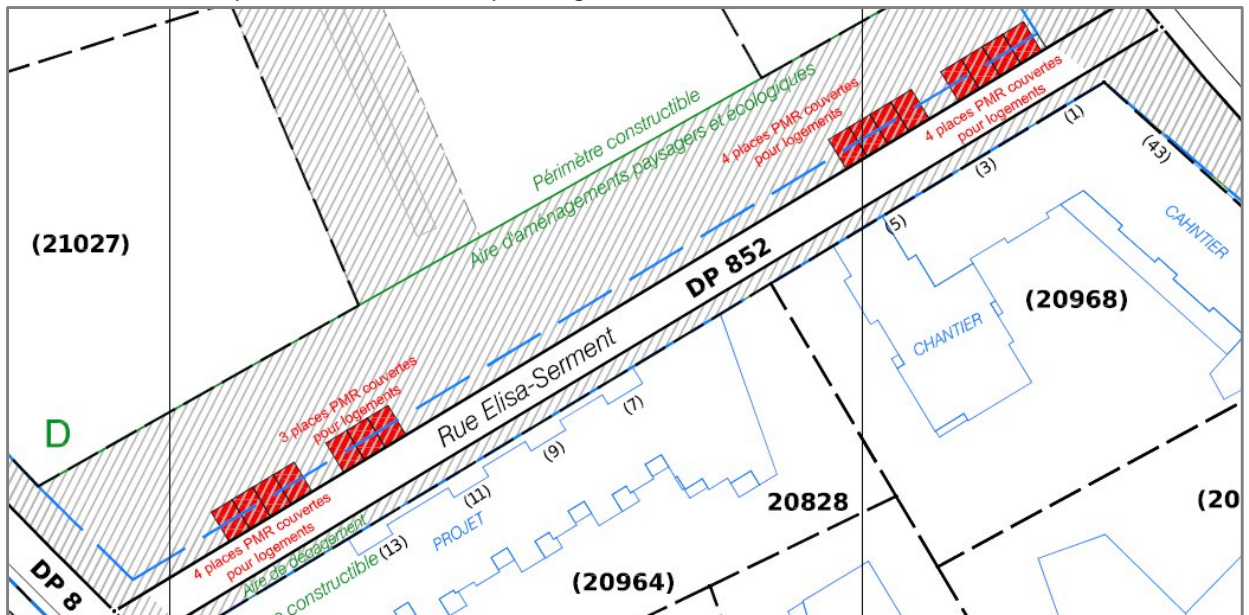 Périmètre constructible
Aire d'aménagements paysagers et écologiques
4 places PMR couvertes
pour logements
4 places PMR couvertes
pour logements
(1)
(43)
(3)
(5)
CAHNTIER
(21027)
DP 852
(20968)
CHANTIER
3 places PMR couvertes
pour logements
Rue Elisa-Serment
(7)
D
(9)
(11)
20828
(20
PROJET
(13)
4 places PMR couvertes
pour logements
Aire de dégagement
constructible
DP 8
(20964)